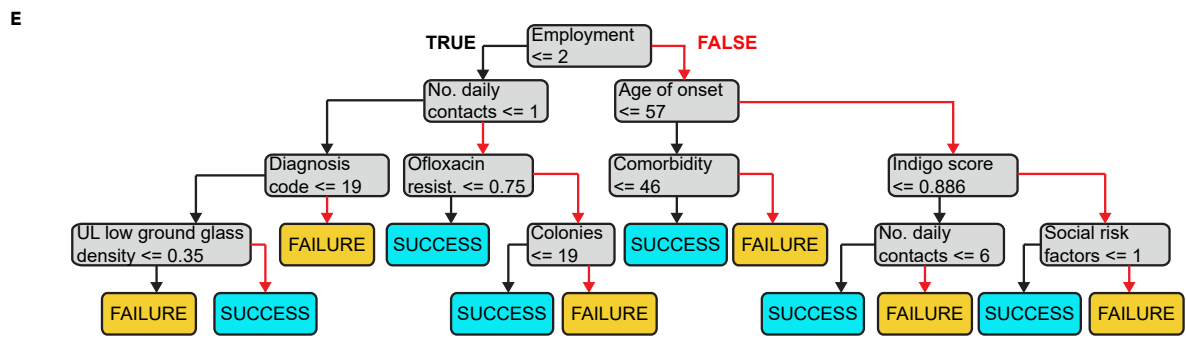 E
Employment
<= 2
TRUE
FALSE
No. daily
contacts <= 1
Age of onset
<= 57
Diagnosis
code <= 19
Ofloxacin
resist. <= 0.75
Comorbidity
<= 46
Indigo score
<= 0.886
UL low ground glass
density <= 0.35
FAILURE
SUCCESS
Colonies
<= 19
SUCCESS
FAILURE
No. daily
contacts <= 6
Social risk
factors <= 1
FAILURE
SUCCESS
SUCCESS
FAILURE
SUCCESS
FAILURE
SUCCESS
FAILURE